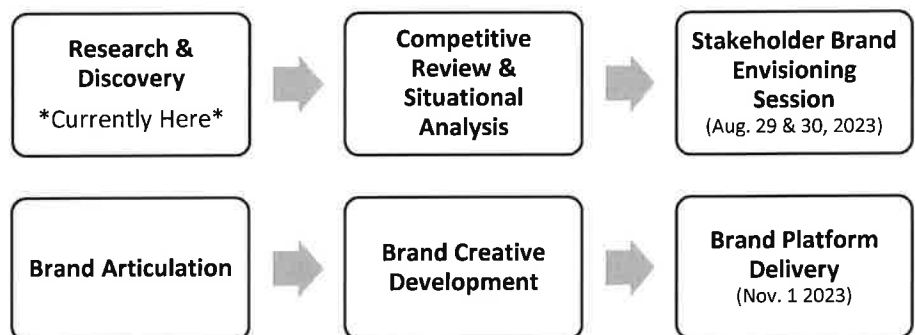 Research &
Discovery
*Currently Here*
Competitive
Review &
Situational
Analysis
Stakeholder Brand
Envisioning
Session
(Aug. 29 & 30, 2023)
Brand Articulation
Brand Creative
Development
Brand Platform
Delivery
(Nov. 1 2023)